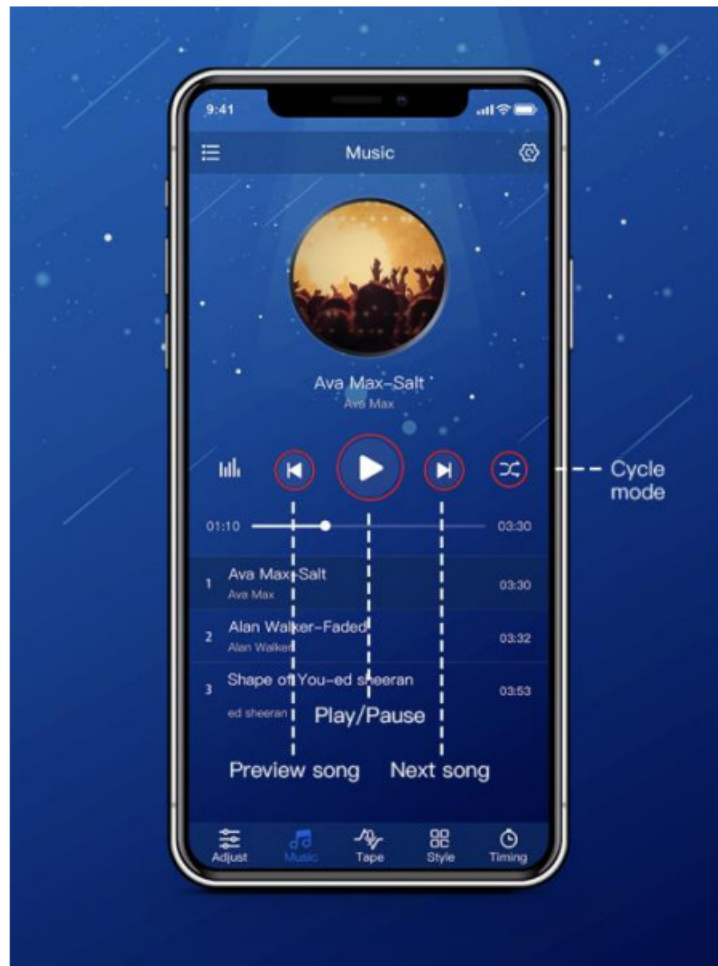 9:41
Music
Ava Max-Salt
Ava Max
Cycle
mode
01:10
03:30
1 Ava Max-Salt 03:30
Ava Max
2 Alan Walker-Faded 03:32
Alan Walker
3 Shape of You-ed sheeran 03:53
ed sheeran
Play/Pause
Preview song Next song
Adjust Music Tape Style Timing